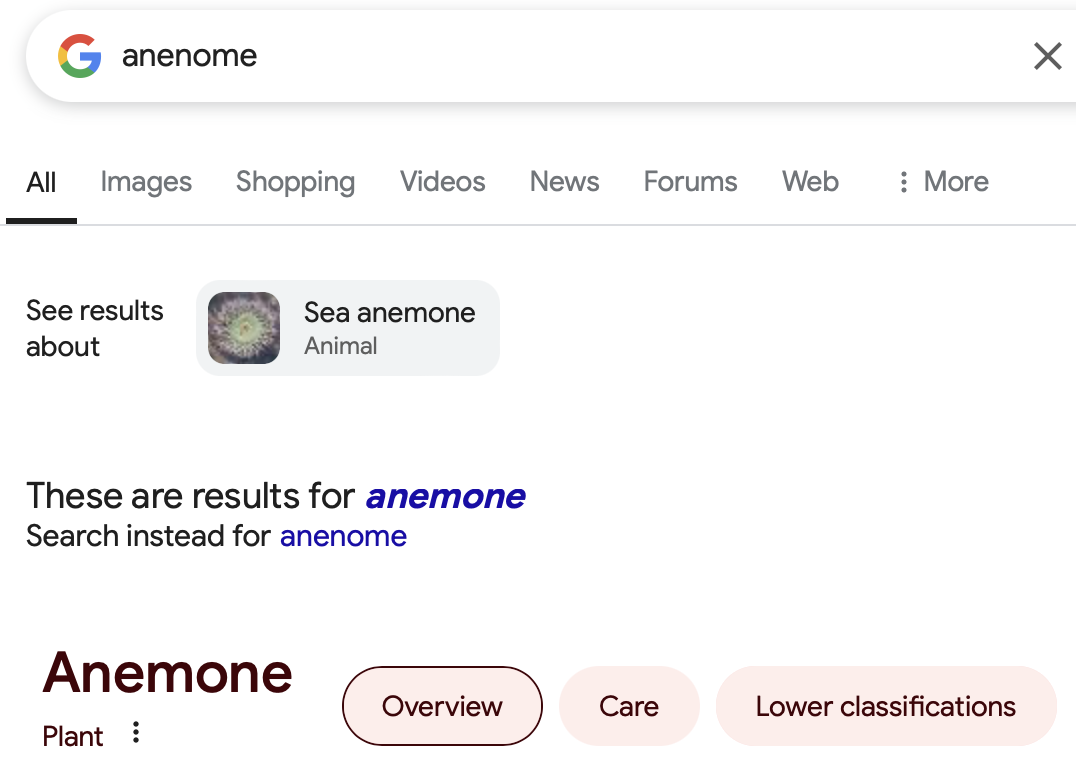 anenome
All Images Shopping Videos News Forums Web More
See results
about
Sea anemone
Animal
These are results for anemone
Search instead for anenome
Anemone
Plant
Overview Care Lower classifications